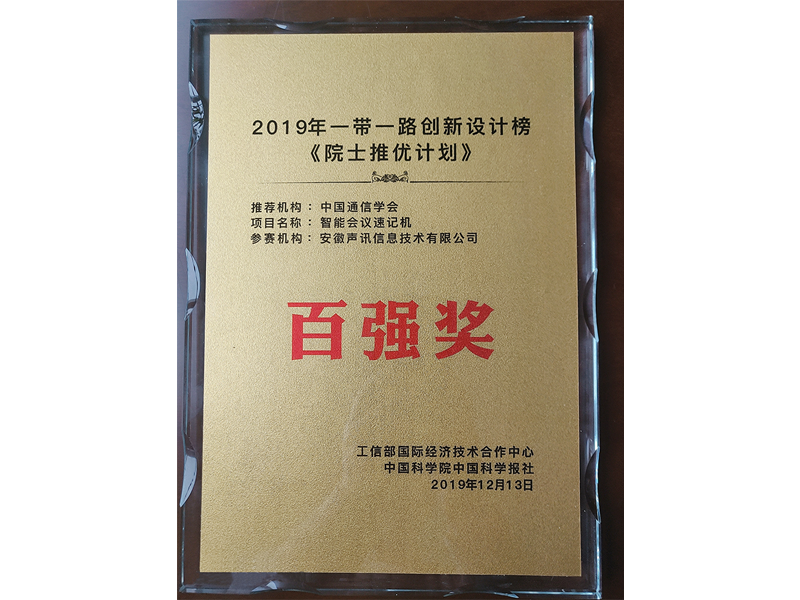 2019年一带一路创新设计榜
《院士推优计划》
推荐机构：中国通信学会
项目名称：智能会议速记机
参赛机构：安徽声讯信息技术有限公司
百强奖
工信部国际经济技术合作中心
中国科学院中国科学报社
2019年12月13日